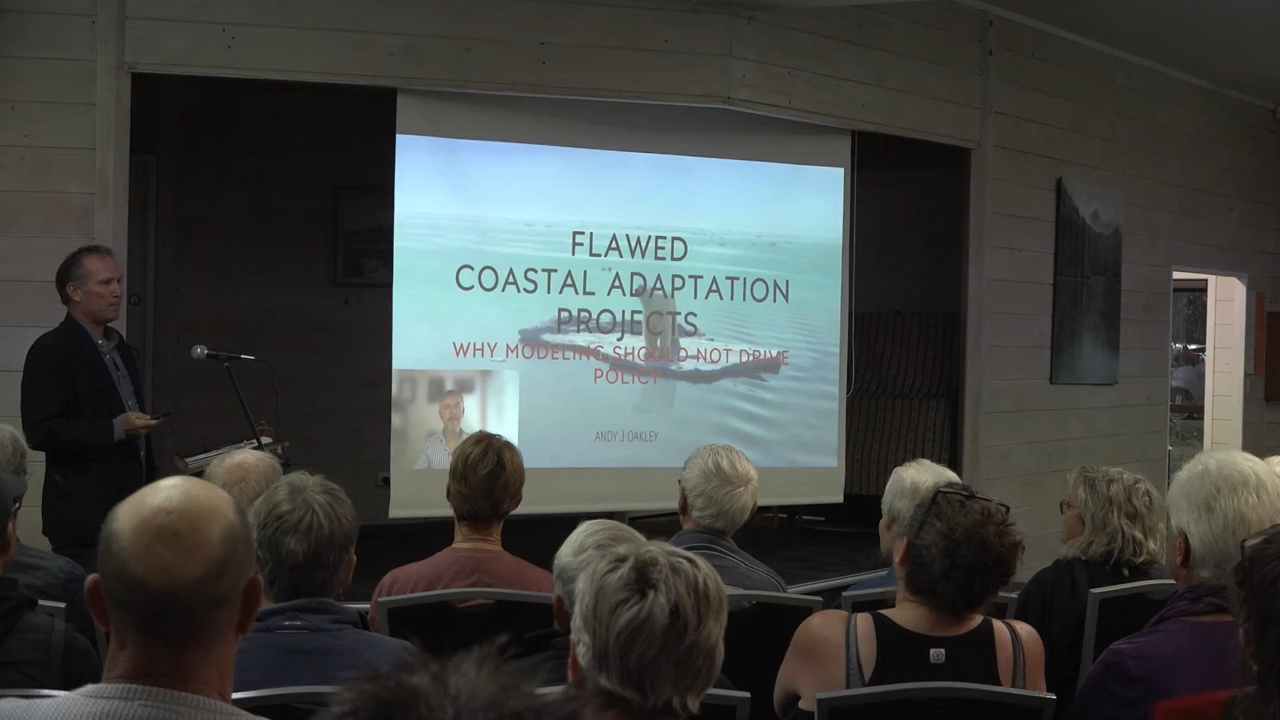 FLAWED
COASTAL ADAPTATION
PROJECTS
WHY MODELING SHOULD NOT DRIVE
POLICY
ANDY J OAKLEY